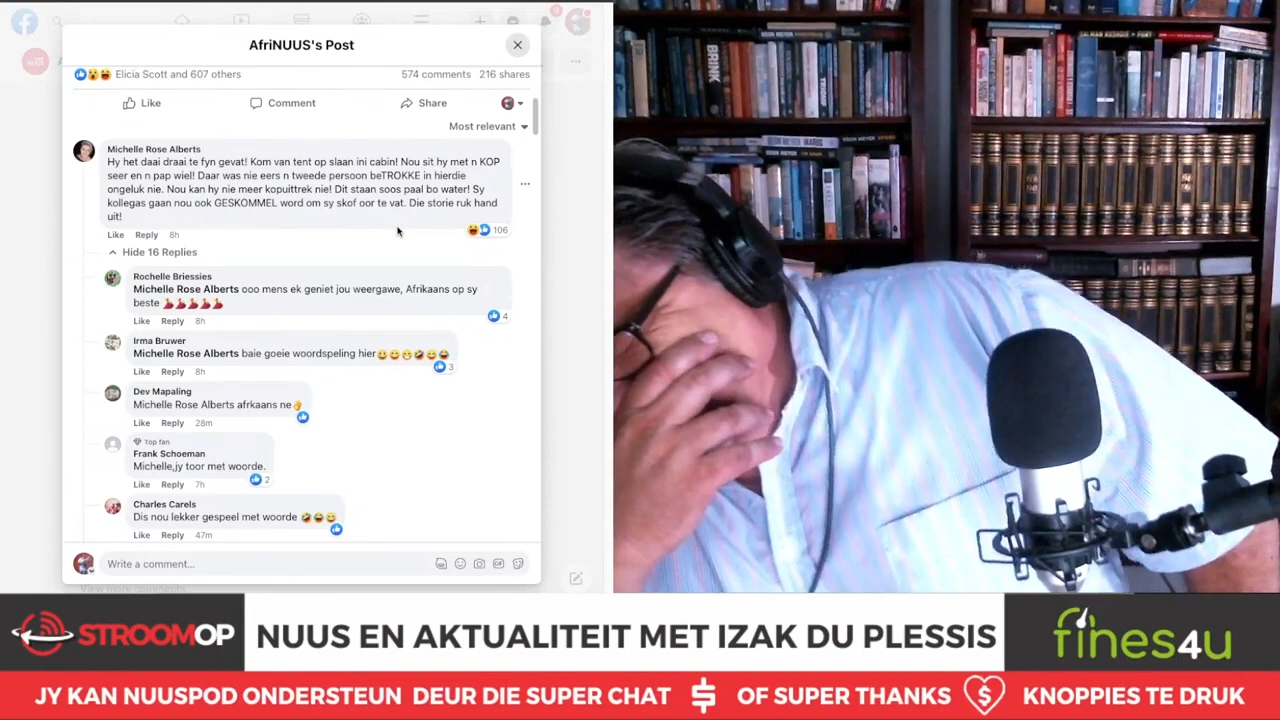 AfriNUUS's Post
Elicia Scott and 607 others
574 comments 216 shares
Like Comment Share
Most relevant
Michelle Rose Alberts
Hy het daai draai te fyn gevat! Kom van tent op slaan ini cabin! Nou sit hy met n KOP
seer en n pap wiel! Daar was nie eers n tweede persoon beTROKKE in hierdie
ongeluk nie. Nou kan hy nie meer kopuittrek nie! Dit staan soos paal bo water! Sy
kollegas gaan nou ook GESKOMMEL word om sy skof oor te vat. Die storie ruk hand
uit!
106
Like Reply 8h
Hide 16 Replies
Rochelle Briessies
Michelle Rose Alberts ooo mens ek geniet jou weergawe, Afrikaans op sy
beste
4
Like Reply 8h
Irma Bruwer
Michelle Rose Alberts baie goeie woordspeling hier
3
Like Reply 8h
Dev Mapaling
Michelle Rose Alberts afrkaans ne
Like Reply 28m
Top fan
Frank Schoeman
Michelle,jy toor met woorde.
2
Like Reply 7h
Charles Carels
Dis nou lekker gespeel met woorde
Like Reply 47m
Write a comment...
View more comments
BRINK
STROOMOP
NUUS EN AKTUALITEIT MET IZAK DU PLESSIS
fines4u
JY KAN NUUSPOD ONDERSTEUN DEUR DIE SUPER CHAT $ OF SUPER THANKS $ KNOPPIES TE DRUK